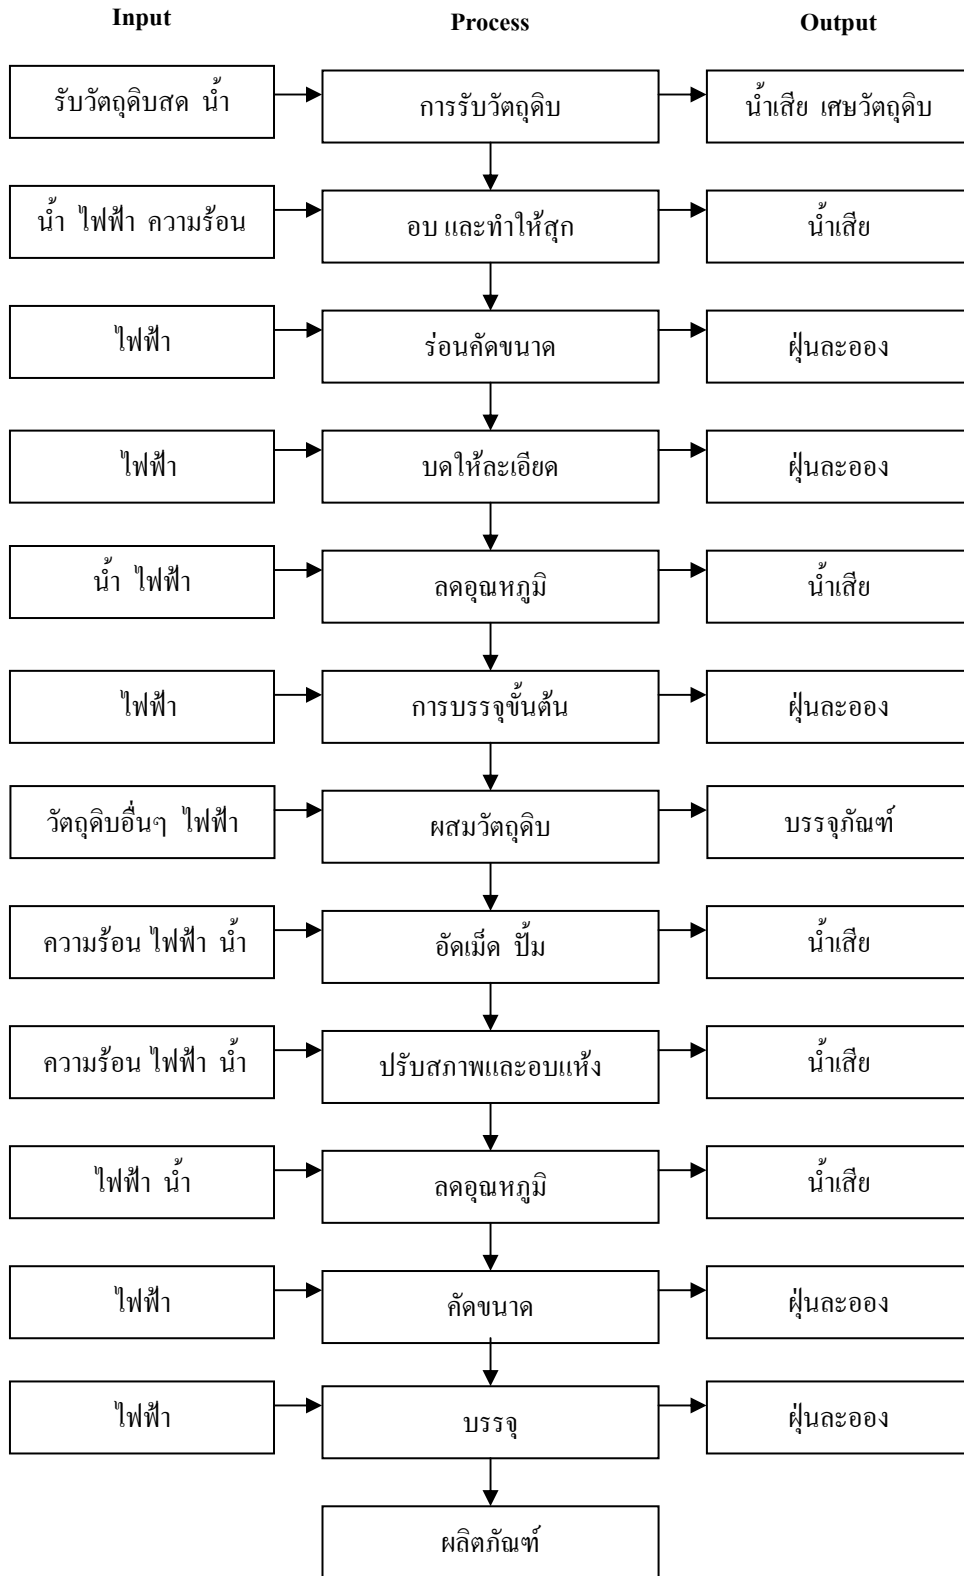 Input Process Output
รับวัตถุดิบสด น้ำ การรับวัตถุดิบ น้ำเสีย เศษวัตถุดิบ
น้ำ ไฟฟ้า ความร้อน อบ และทำให้สุก น้ำเสีย
ไฟฟ้า ร่อนคัดขนาด ฝุ่นละออง
ไฟฟ้า บดให้ละเอียด ฝุ่นละออง
น้ำ ไฟฟ้า ลดอุณหภูมิ น้ำเสีย
ไฟฟ้า การบรรจุขั้นต้น ฝุ่นละออง
วัตถุดิบอื่นๆ ไฟฟ้า ผสมวัตถุดิบ บรรจุภัณฑ์
ความร้อน ไฟฟ้า น้ำ อัดเม็ด ปั้ม น้ำเสีย
ความร้อน ไฟฟ้า น้ำ ปรับสภาพและอบแห้ง น้ำเสีย
ไฟฟ้า น้ำ ลดอุณหภูมิ น้ำเสีย
ไฟฟ้า คัดขนาด ฝุ่นละออง
ไฟฟ้า บรรจุ ฝุ่นละออง
ผลิตภัณฑ์